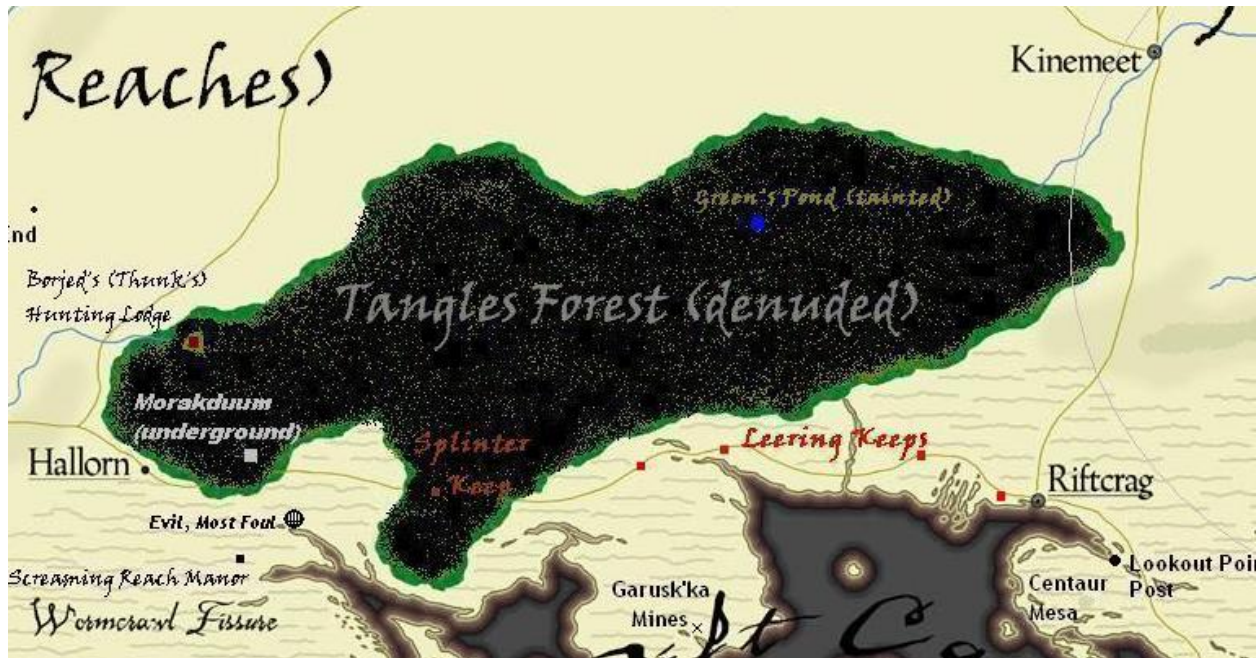 Reaches)
Kinemeet
Green's Pond (tainted)
End
Borjed's (Thunk's)
Hunting Lodge
Tangles Forest (denuded)
Morakduum
(underground)
Splinter
Keep
Leering Keeps
Hallorn
Riftcrag
Evil, Most Foul
Screaming Reach Manor
Wormcrawl Fissure
Garusk'ka
Mines
Centaur
Mesa
Lookout Poi
Post